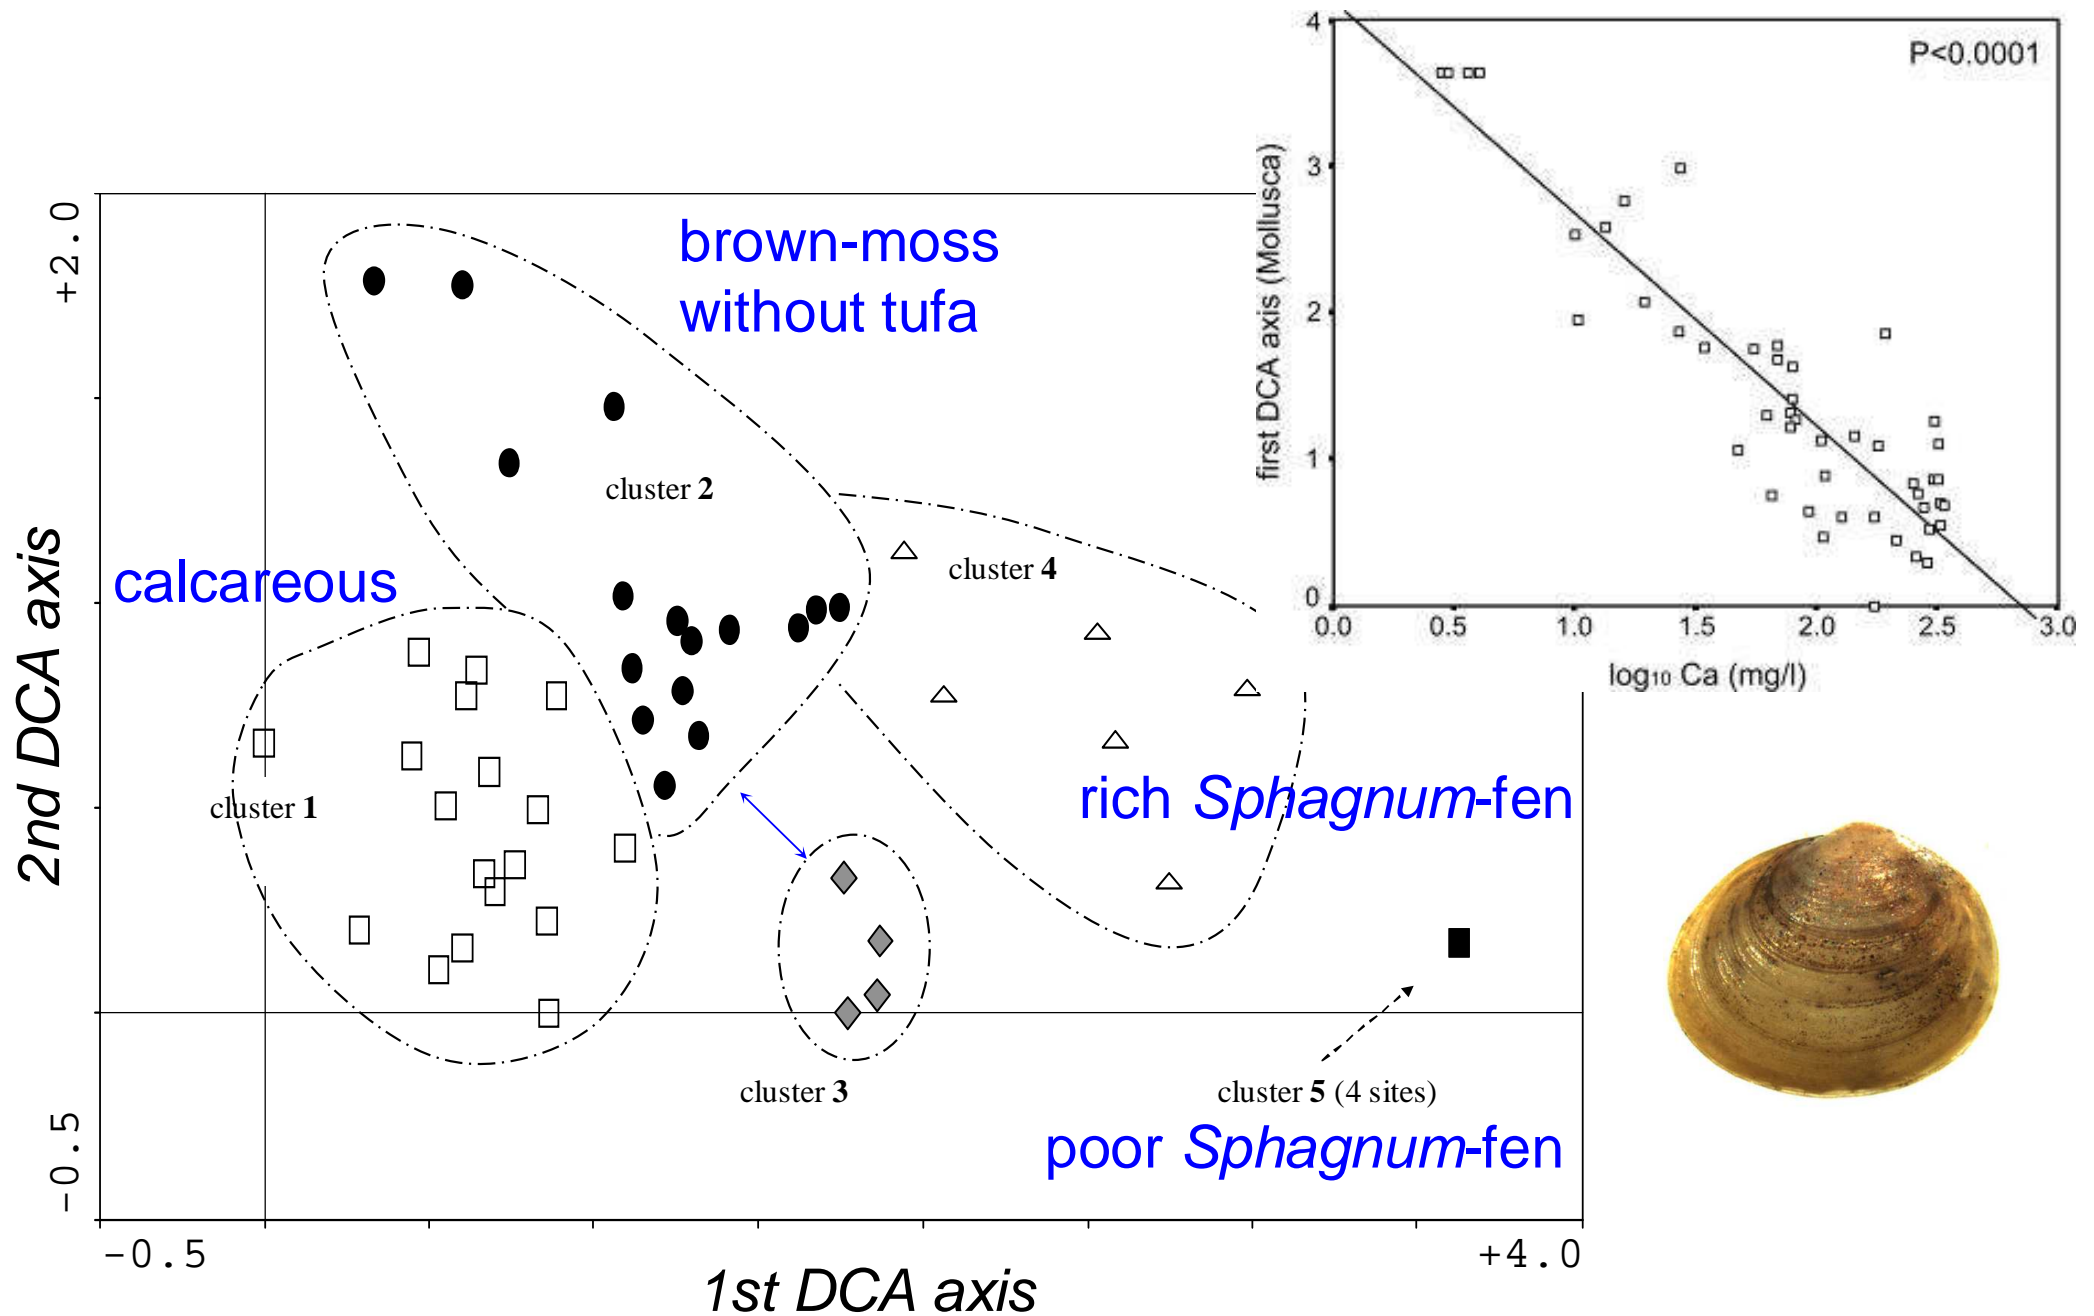 4
P<0.0001
3
2
1
0
first DCA axis (Mollusca)
0.0 0.5 1.0 1.5 2.0 2.5 3.0
log₁₀ Ca (mg/l)
+2.0
brown-moss
without tufa
cluster 2
calcareous
cluster 4
2nd DCA axis
cluster 1
rich Sphagnum-fen
cluster 3
cluster 5 (4 sites)
poor Sphagnum-fen
-0.5
-0.5
+4.0
1st DCA axis